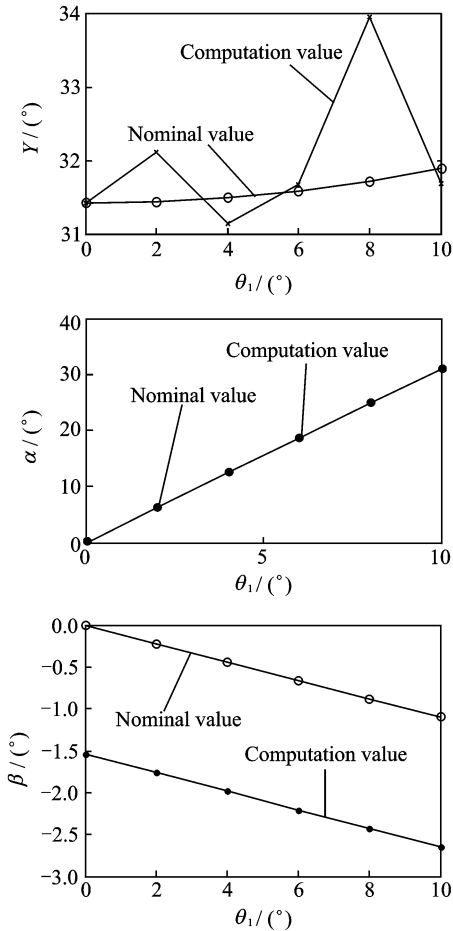 34
Computation value
33
Y/(°)
Nominal value
32
31
0 2 4 6 8 10
θ₁/(°)
40
Computation value
30
Nominal value
α/(°)
20
10
0
0 5 10
θ₁/(°)
0.0
−0.5
−1.0
Nominal value
−1.5
Computation value
β/(°)
−2.0
−2.5
−3.0
0 2 4 6 8 10
θ₁/(°)